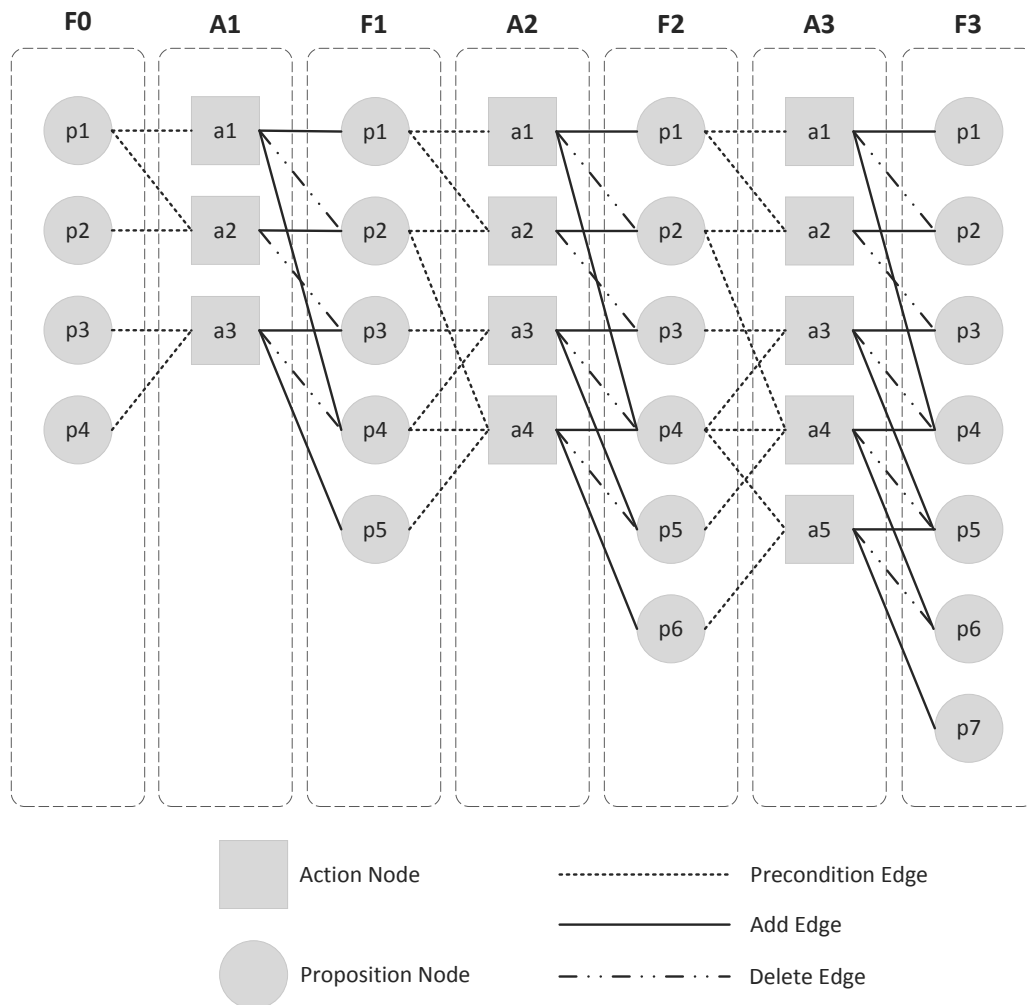 F0 A1 F1 A2 F2 A3 F3
p1 a1 p1 a1 p1 a1 p1
p2 a2 p2 a2 p2 a2 p2
p3 a3 p3 a3 p3 a3 p3
p4 p4 a4 p4 a4 p4
p5 p5 a5 p5
p6 p6
p7
Action Node Precondition Edge
Add Edge
Proposition Node Delete Edge